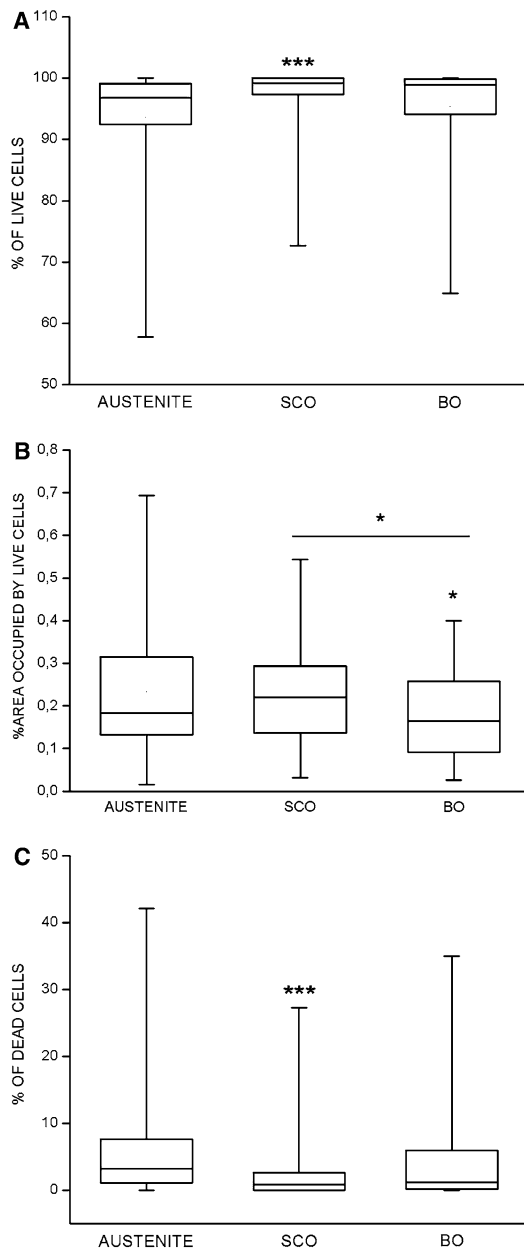 A
110
100
90
80
70
60
50
% OF LIVE CELLS
***
AUSTENITE SCO BO
B
0,8
0,7
0,6
0,5
0,4
0,3
0,2
0,1
0,0
%AREA OCCUPIED BY LIVE CELLS
*
*
AUSTENITE SCO BO
C
50
40
30
20
10
0
% OF DEAD CELLS
***
AUSTENITE SCO BO